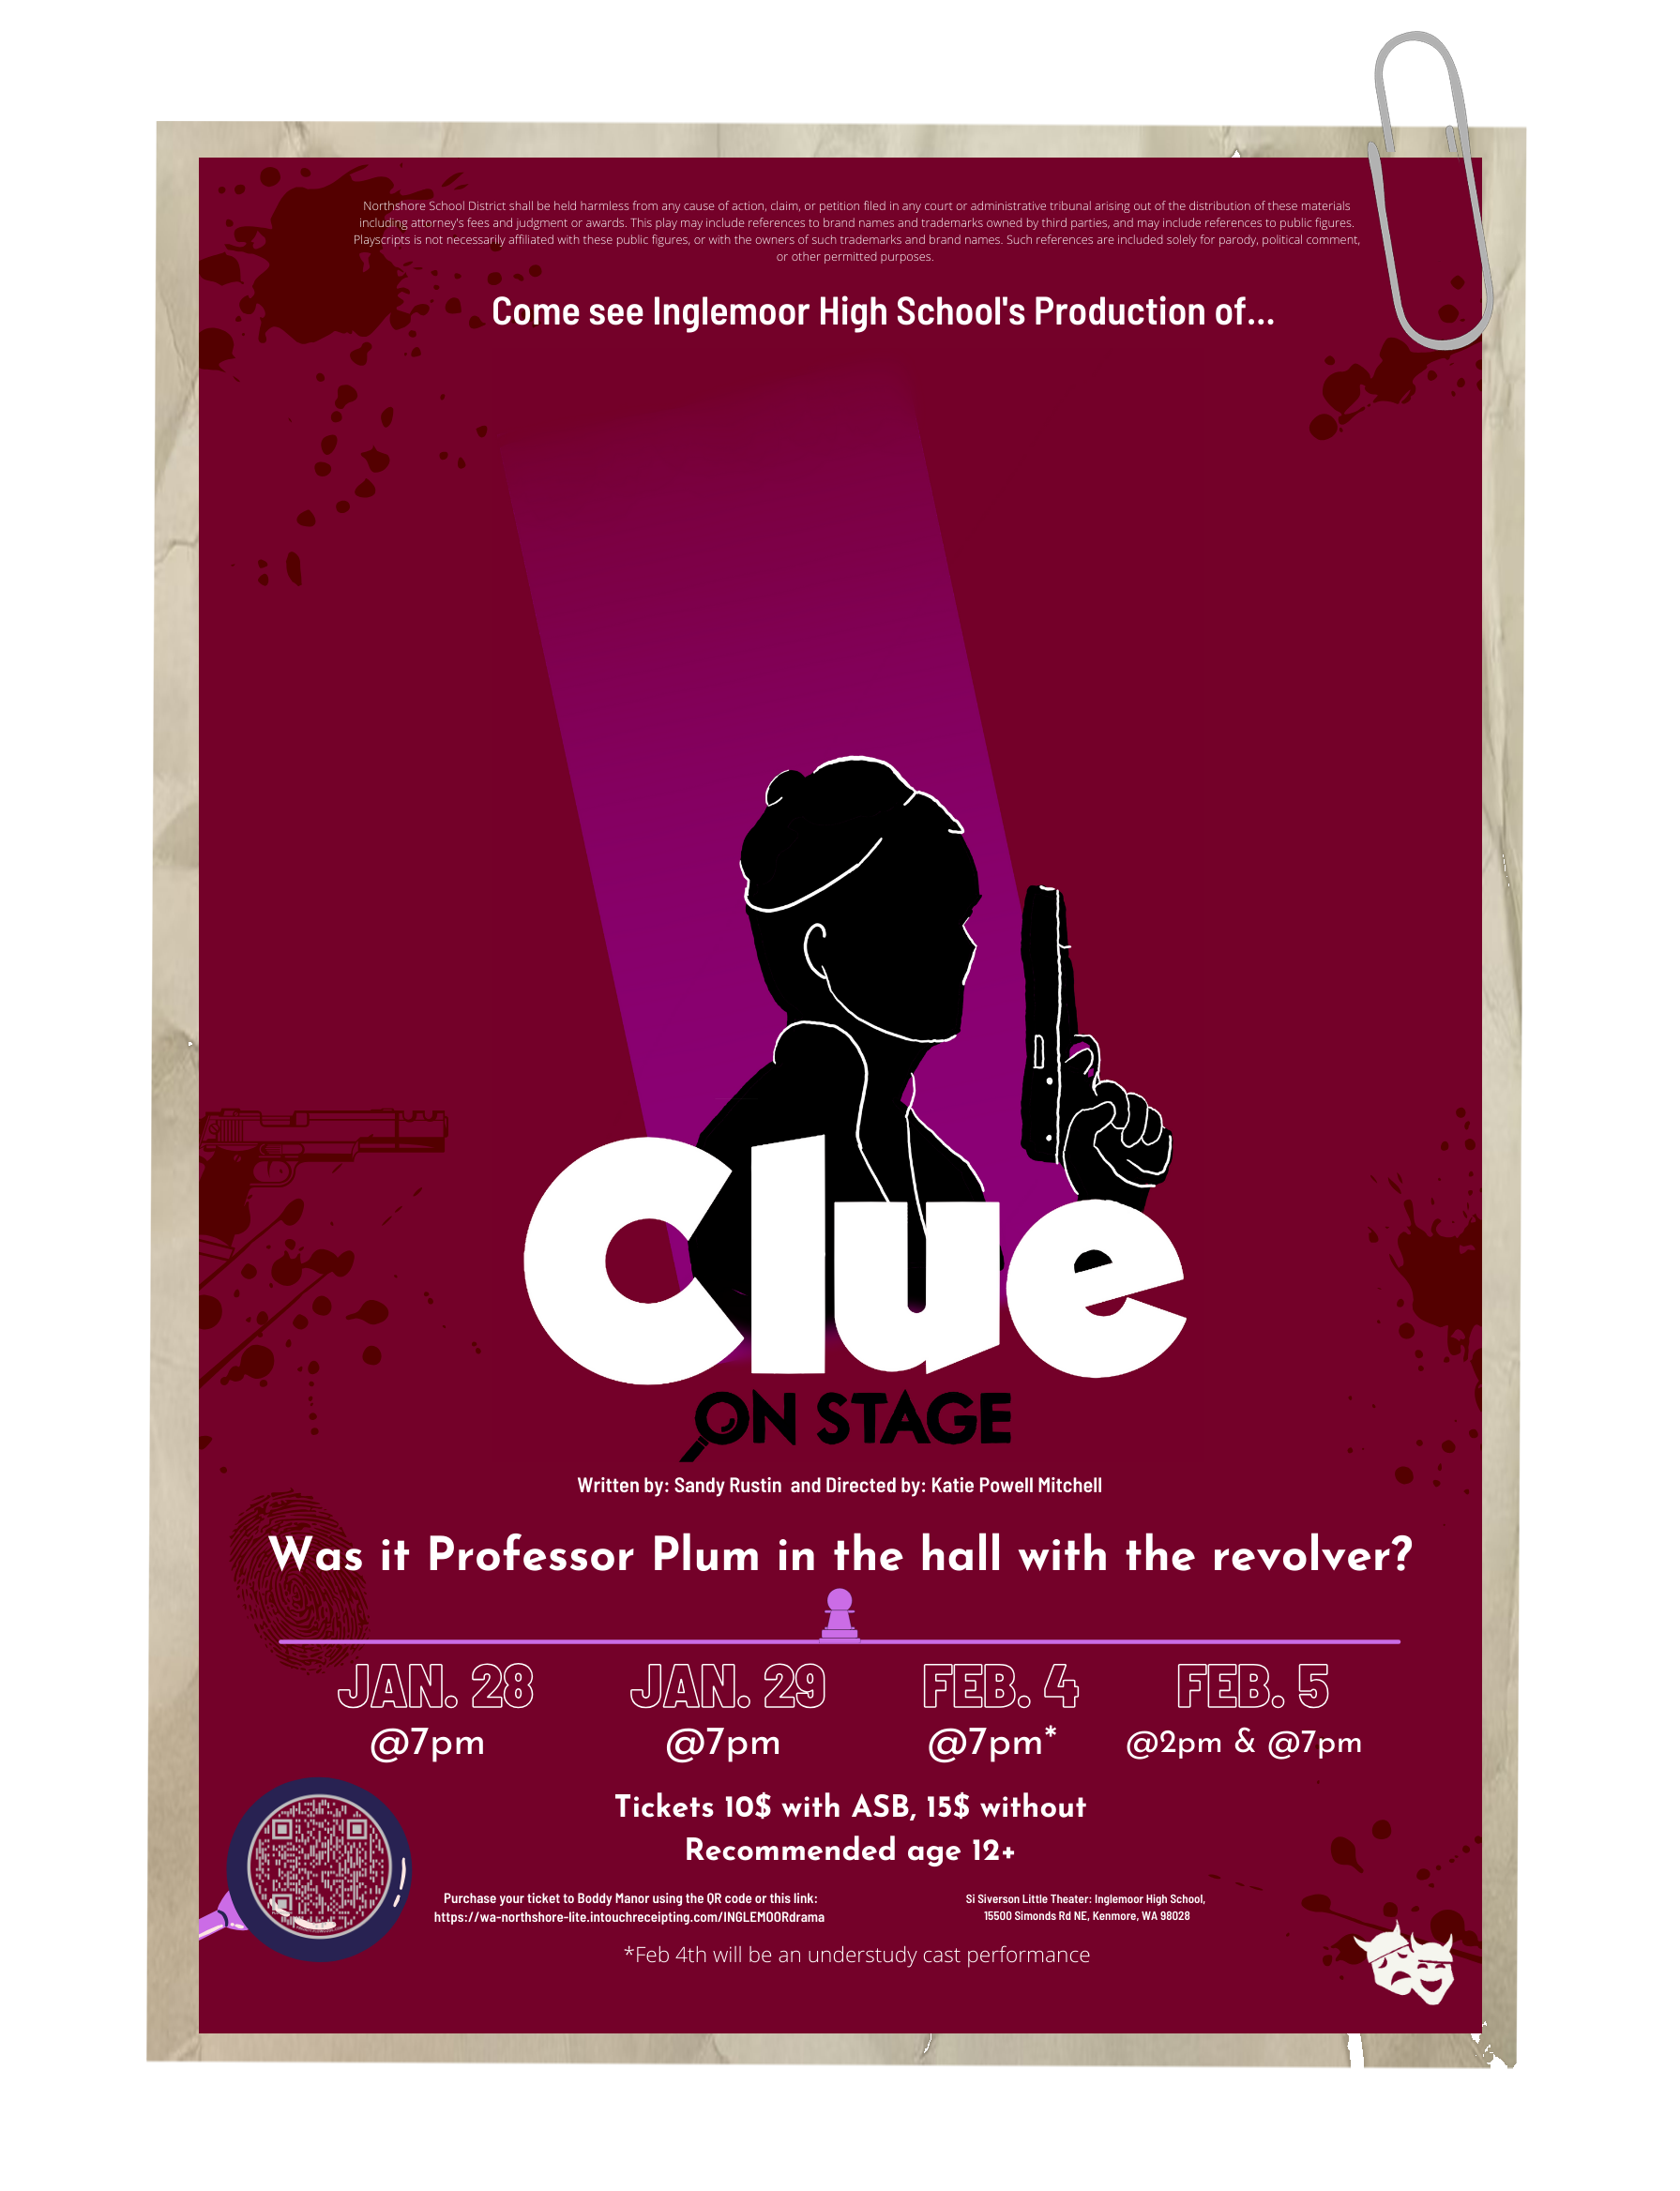 Northshore School District shall be held harmless from any cause of action, claim, or petition filed in any court or administrative tribunal arising out of the distribution of these materials
including attorney's fees and judgment or awards. This play may include references to brand names and trademarks owned by third parties, and may include references to public figures.
Playscripts is not necessarily affiliated with these public figures, or with the owners of such trademarks and brand names. Such references are included solely for parody, political comment,
or other permitted purposes.
Come see Inglemoor High School's Production of...
Clue
ON STAGE
Written by: Sandy Rustin and Directed by: Katie Powell Mitchell
Was it Professor Plum in the hall with the revolver?
JAN. 28 JAN. 29 FEB. 4 FEB. 5
@7pm @7pm @7pm* @2pm & @7pm
Tickets 10$ with ASB, 15$ without
Recommended age 12+
Purchase your ticket to Boddy Manor using the QR code or this link:
https://wa-northshore-lite.intouchreceipting.com/INGLEMOORdrama
Si Siverson Little Theater: Inglemoor High School,
15500 Simonds Rd NE, Kenmore, WA 98028
*Feb 4th will be an understudy cast performance